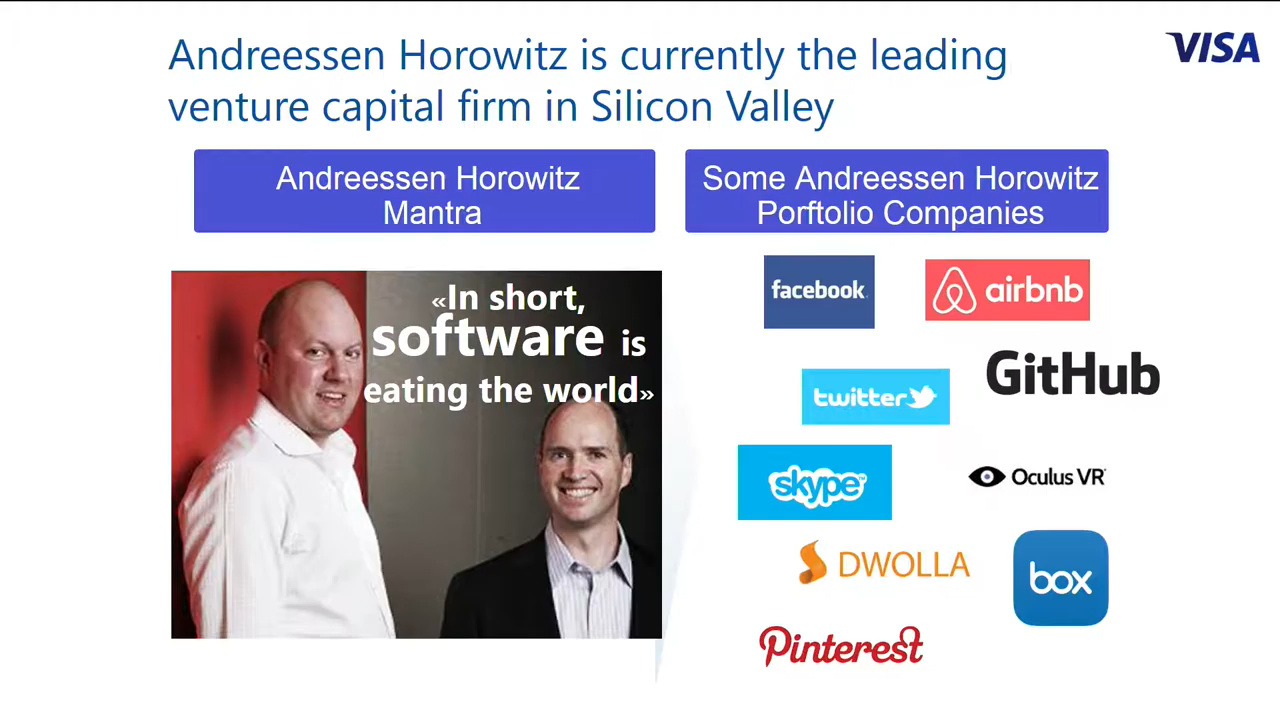 Andreessen Horowitz is currently the leading
venture capital firm in Silicon Valley
VISA
Andreessen Horowitz
Mantra
Some Andreessen Horowitz
Porftolio Companies
«In short,
software is
eating the world»
facebook
airbnb
twitter
GitHub
skype™
Oculus VR
DWOLLA
box
Pinterest